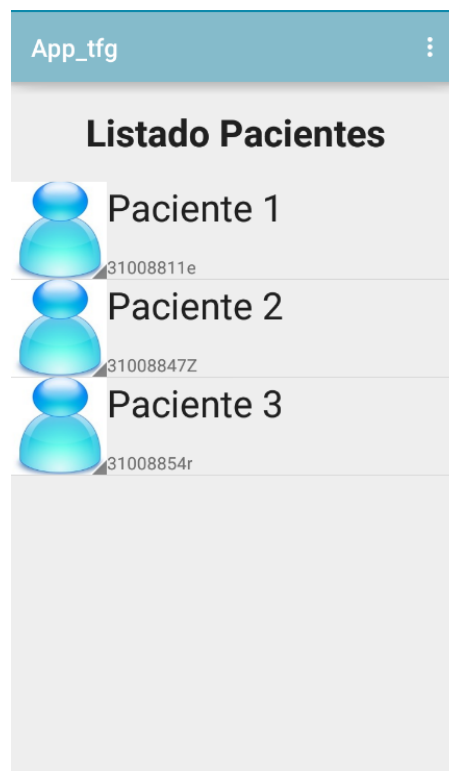 App_tfg
Listado Pacientes
Paciente 1
31008811e
Paciente 2
31008847Z
Paciente 3
31008854r